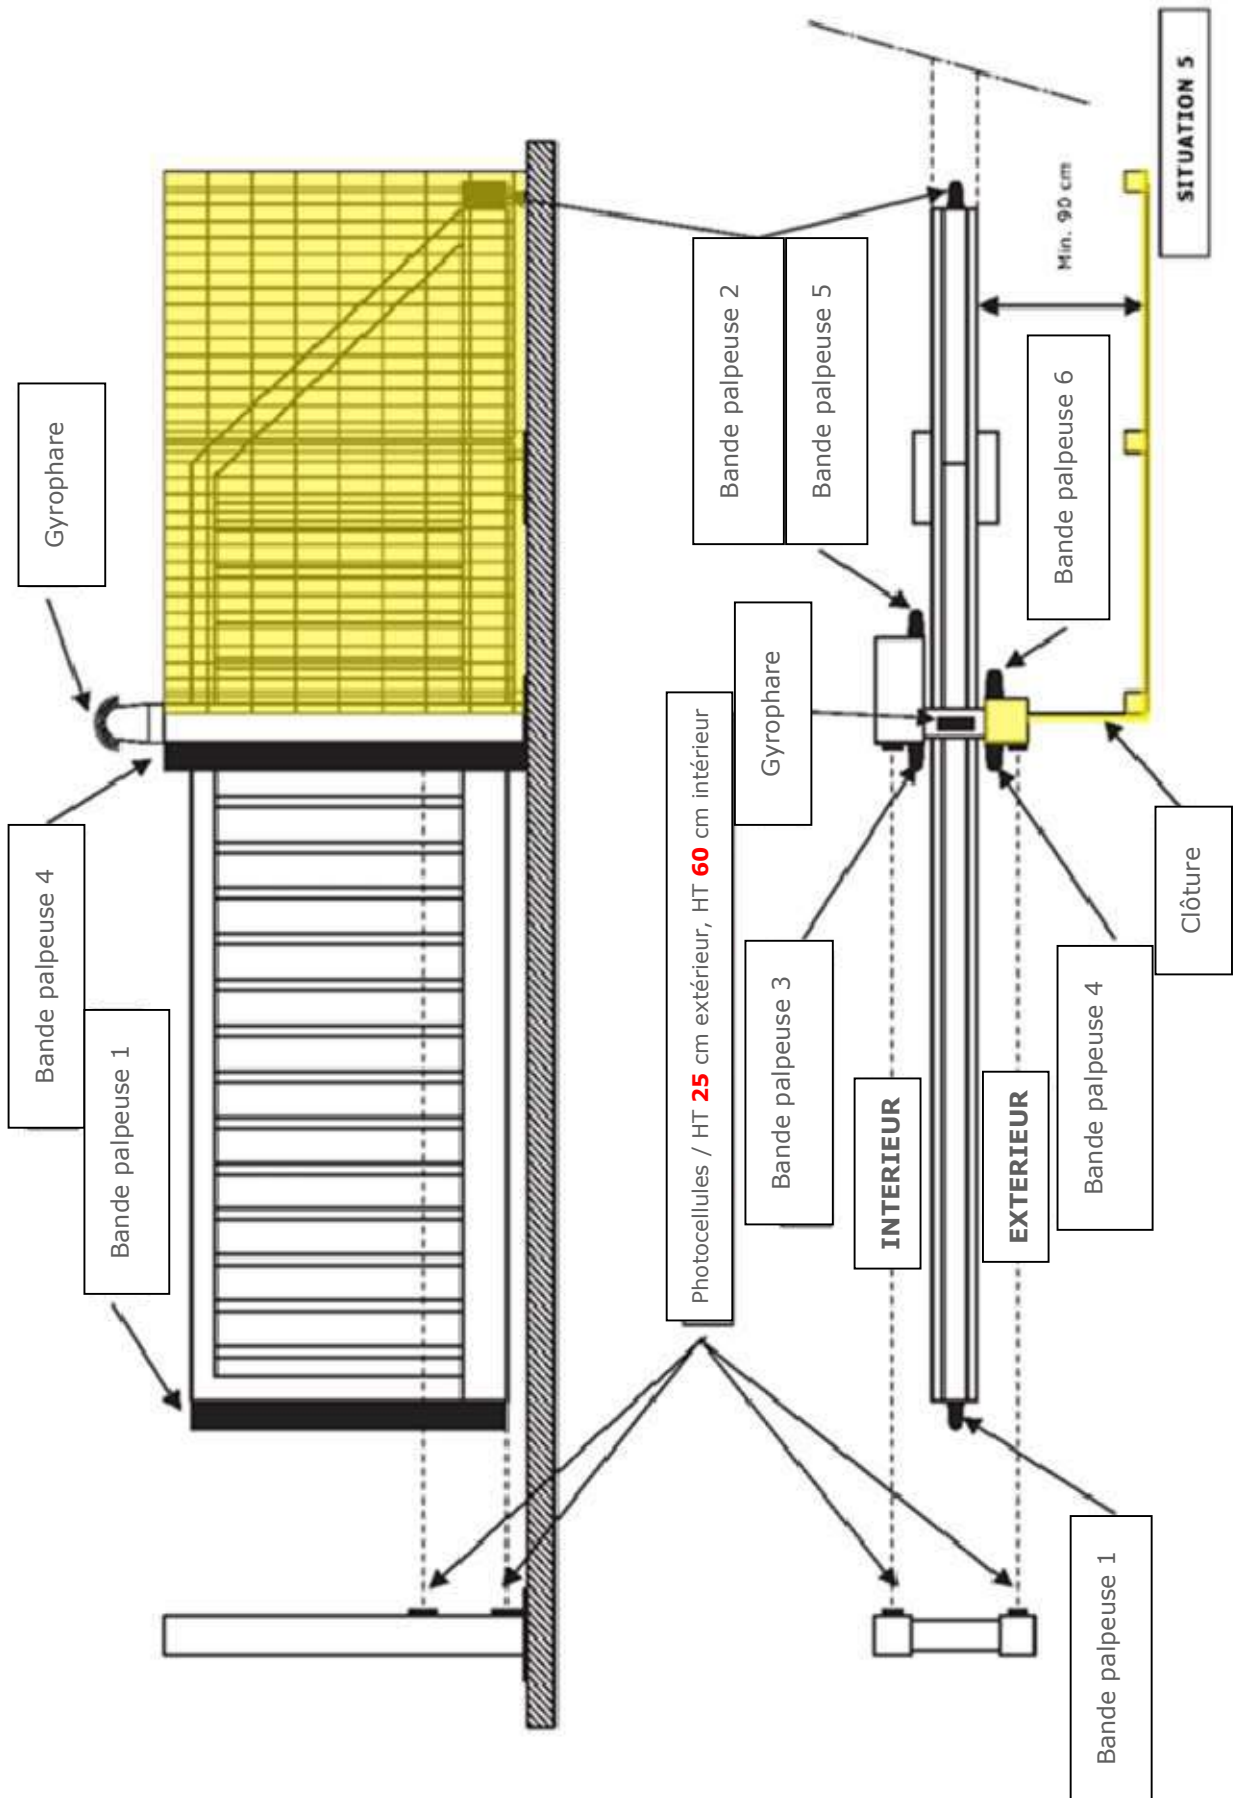 Gyrophare
Bande palpeuse 4
Bande palpeuse 1
Bande palpeuse 2
Bande palpeuse 5
Photocellules / HT 25 cm extérieur, HT 60 cm intérieur
Gyrophare
Bande palpeuse 3
INTERIEUR
EXTERIEUR
Bande palpeuse 6
Min. 90 cm
Bande palpeuse 4
Clôture
Bande palpeuse 1
SITUATION 5